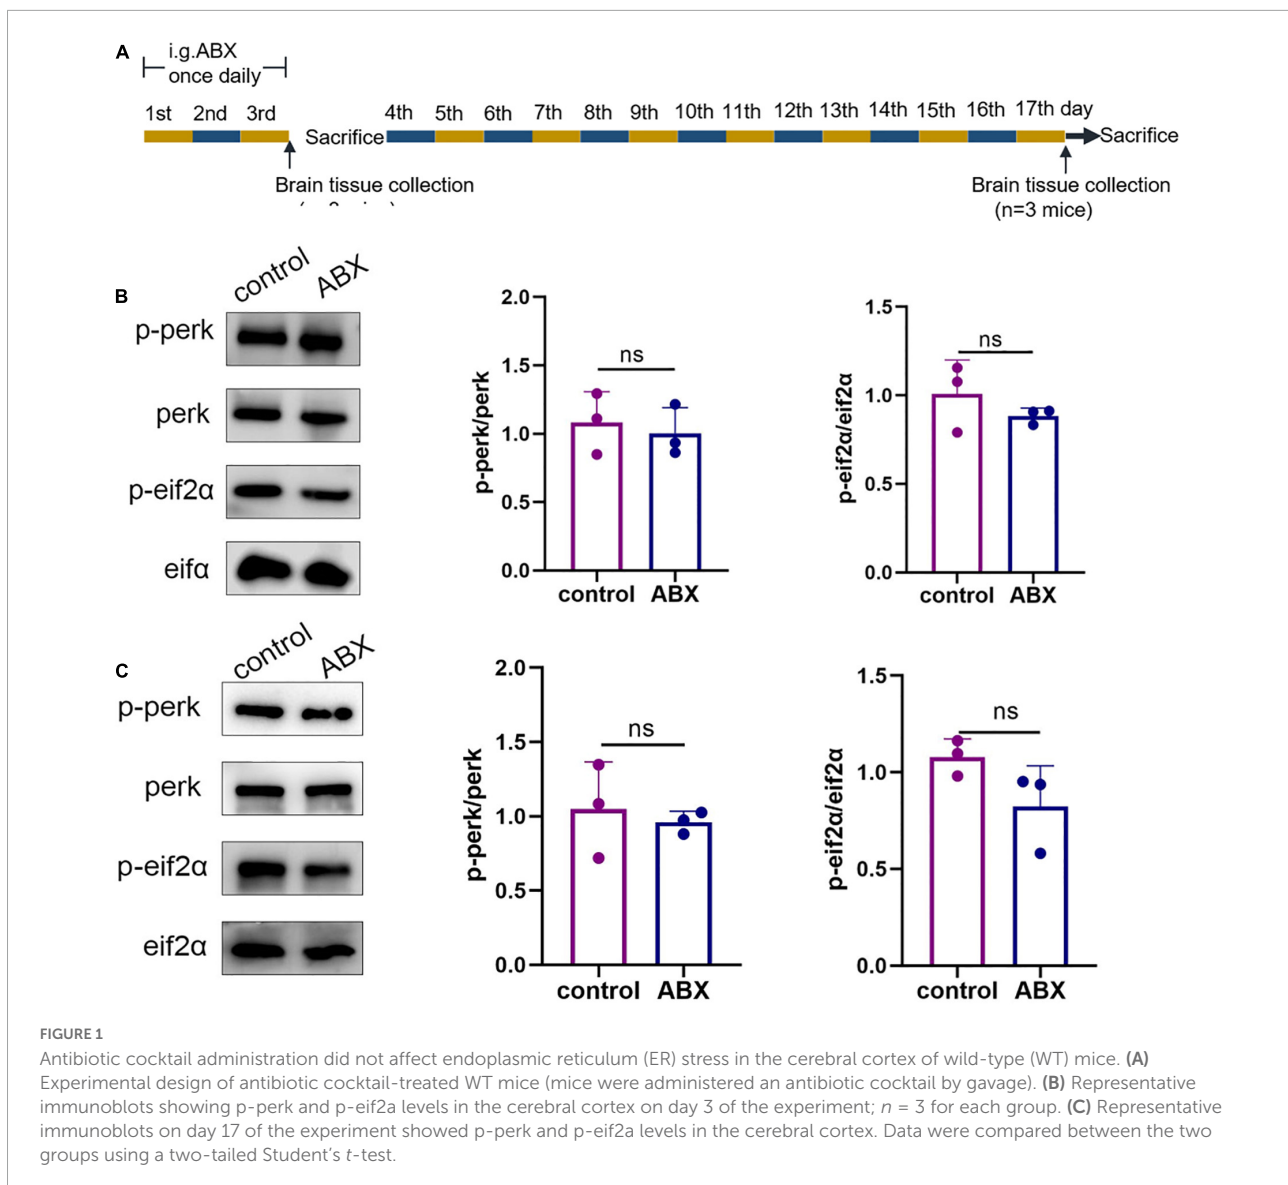 A
i.g.ABX
once daily
1st 2nd 3rd 4th 5th 6th 7th 8th 9th 10th 11th 12th 13th 14th 15th 16th 17th day
Sacrifice Sacrifice
Brain tissue collection Brain tissue collection
(n=3 mice)
B
control ABX
p-perk
perk
p-eif2α
eifα
p-perk/perk
2.0
1.5
1.0
0.5
0.0
ns
control ABX
p-eif2α/eif2α
1.5
1.0
0.5
0.0
ns
control ABX
C
control ABX
p-perk
perk
p-eif2α
eif2α
p-perk/perk
2.0
1.5
1.0
0.5
0.0
ns
control ABX
p-eif2α/eif2α
1.5
1.0
0.5
0.0
ns
control ABX
FIGURE 1
Antibiotic cocktail administration did not affect endoplasmic reticulum (ER) stress in the cerebral cortex of wild-type (WT) mice. (A)
Experimental design of antibiotic cocktail-treated WT mice (mice were administered an antibiotic cocktail by gavage). (B) Representative
immunoblots showing p-perk and p-eif2a levels in the cerebral cortex on day 3 of the experiment; n = 3 for each group. (C) Representative
immunoblots on day 17 of the experiment showed p-perk and p-eif2a levels in the cerebral cortex. Data were compared between the two
groups using a two-tailed Student's t-test.